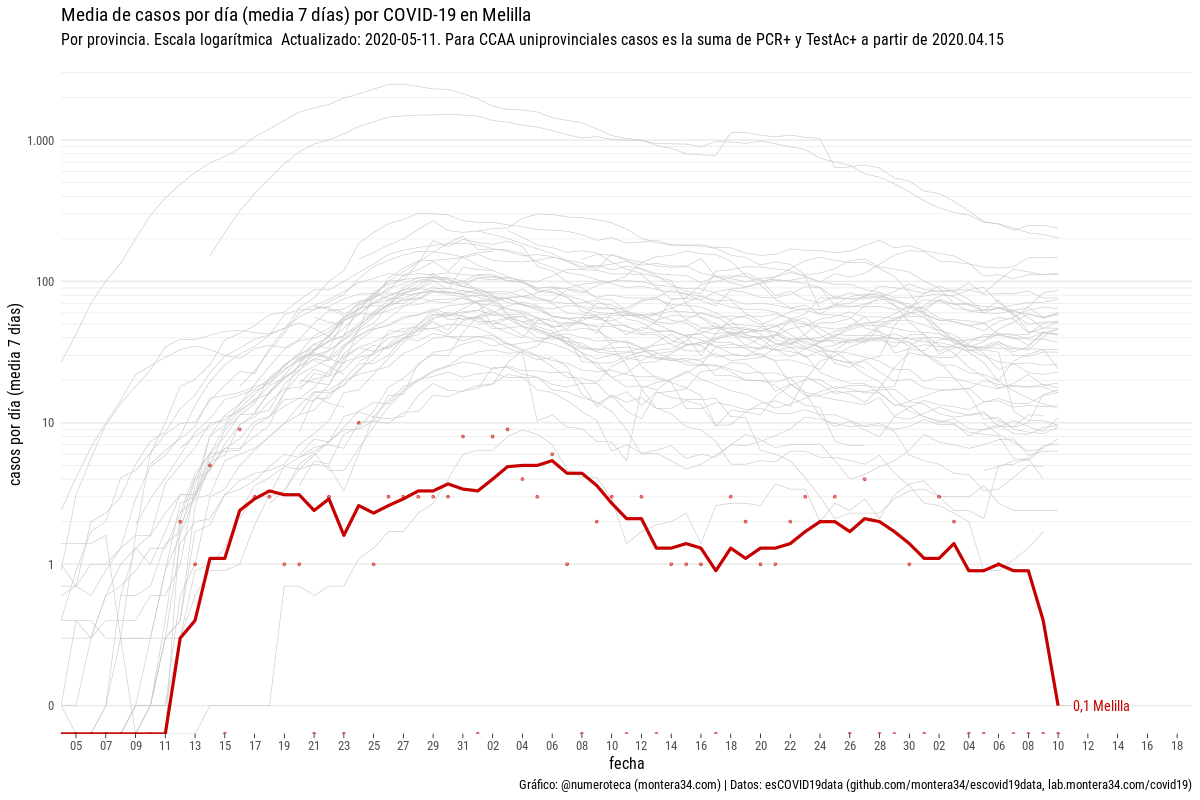 Media de casos por día (media 7 días) por COVID-19 en Melilla
Por provincia. Escala logarítmica  Actualizado: 2020-05-11. Para CCAA uniprovinciales casos es la suma de PCR+ y TestAc+ a partir de 2020.04.15
casos por día (media 7 días)
1.000
100
10
1
0
0,1 Melilla
05 07 09 11 13 15 17 19 21 23 25 27 29 31 02 04 06 08 10 12 14 16 18 20 22 24 26 28 30 02 04 06 08 10 12 14 16 18
fecha
Gráfico: @numeroteca (montera34.com) | Datos: esCOVID19data (github.com/montera34/escovid19data, lab.montera34.com/covid19)